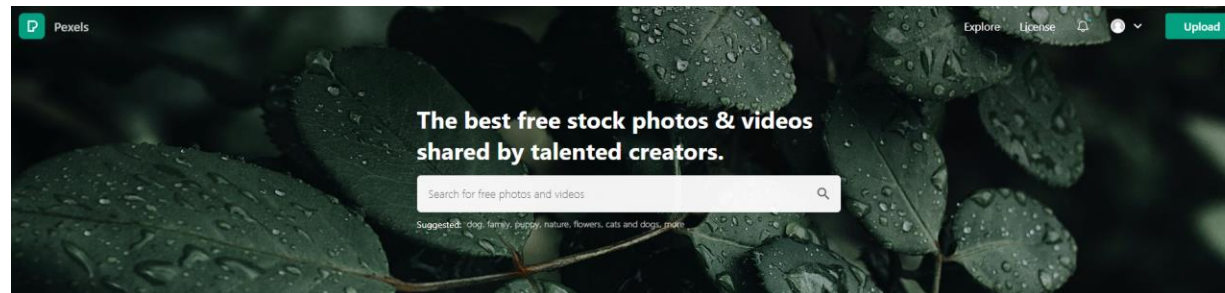 Pexels
Explore License
Upload
The best free stock photos & videos
shared by talented creators.
Search for free photos and videos
Suggested: dog, family, puppy, nature, flowers, cats and dogs, more